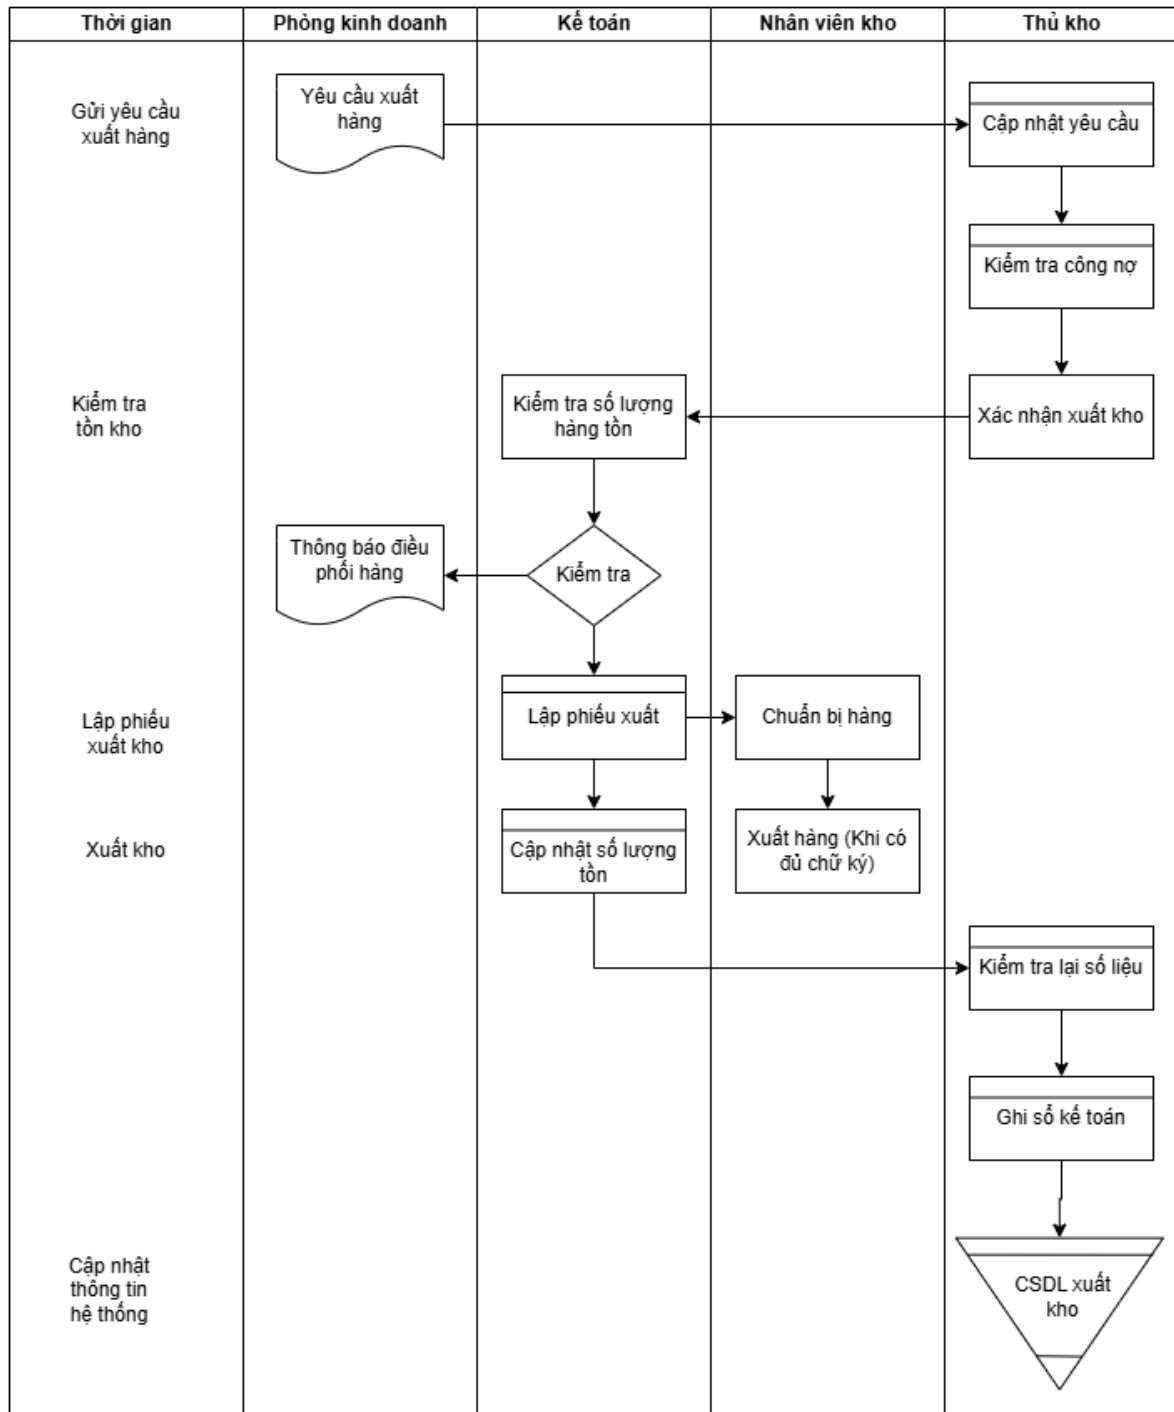 Thời gian
Phòng kinh doanh
Kế toán
Nhân viên kho
Thủ kho
Gửi yêu cầu
xuất hàng
Yêu cầu xuất
hàng
Cập nhật yêu cầu
Kiểm tra công nợ
Kiểm tra
tồn kho
Kiểm tra số lượng
hàng tồn
Xác nhận xuất kho
Thông báo điều
phối hàng
Kiểm tra
Lập phiếu
xuất kho
Lập phiếu xuất
Chuẩn bị hàng
Xuất kho
Cập nhật số lượng
tồn
Xuất hàng (Khi có
đủ chữ ký)
Kiểm tra lại số liệu
Ghi sổ kế toán
Cập nhật
thông tin
hệ thống
CSDL xuất
kho